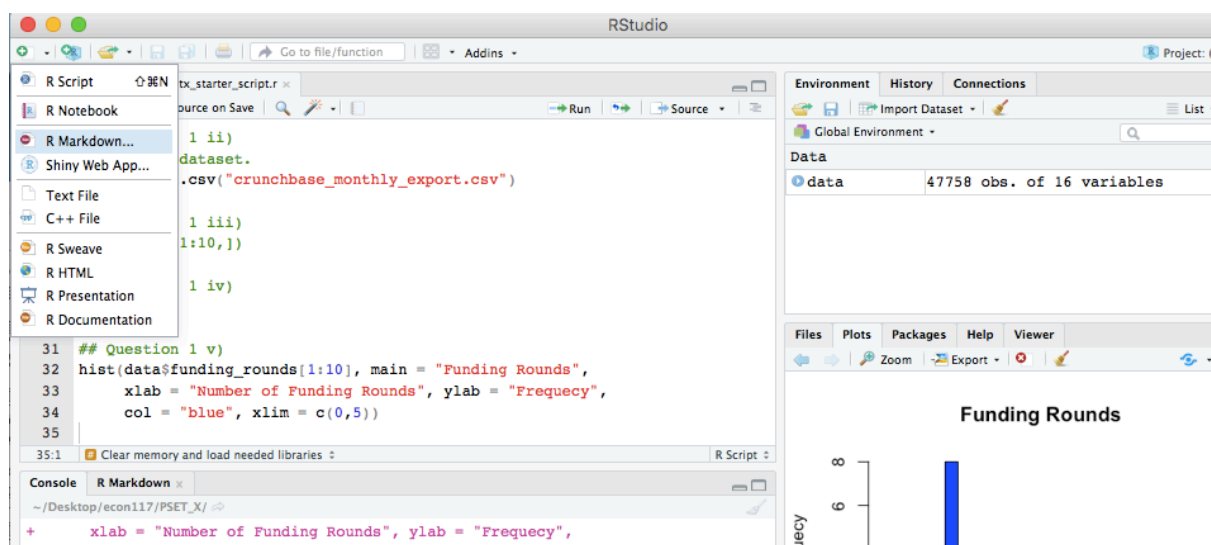 RStudio
Go to file/function
Addins
Project:
R Script ⇧⌘N
R Notebook
R Markdown...
Shiny Web App...
Text File
C++ File
R Sweave
R HTML
R Presentation
R Documentation
tx_starter_script.r
ource on Save
Run
Source
1 ii)
dataset.
.csv("crunchbase_monthly_export.csv")
1 iii)
1:10,])
1 iv)
31 ## Question 1 v)
32 hist(data$funding_rounds[1:10], main = "Funding Rounds",
33 xlab = "Number of Funding Rounds", ylab = "Frequecy",
34 col = "blue", xlim = c(0,5))
35
35:1 Clear memory and load needed libraries R Script
Console R Markdown
~/Desktop/econ117/PSET_X/
+ xlab = "Number of Funding Rounds", ylab = "Frequecy",
Environment History Connections
Import Dataset List
Global Environment
Data
data 47758 obs. of 16 variables
Files Plots Packages Help Viewer
Zoom Export
Funding Rounds
8
6